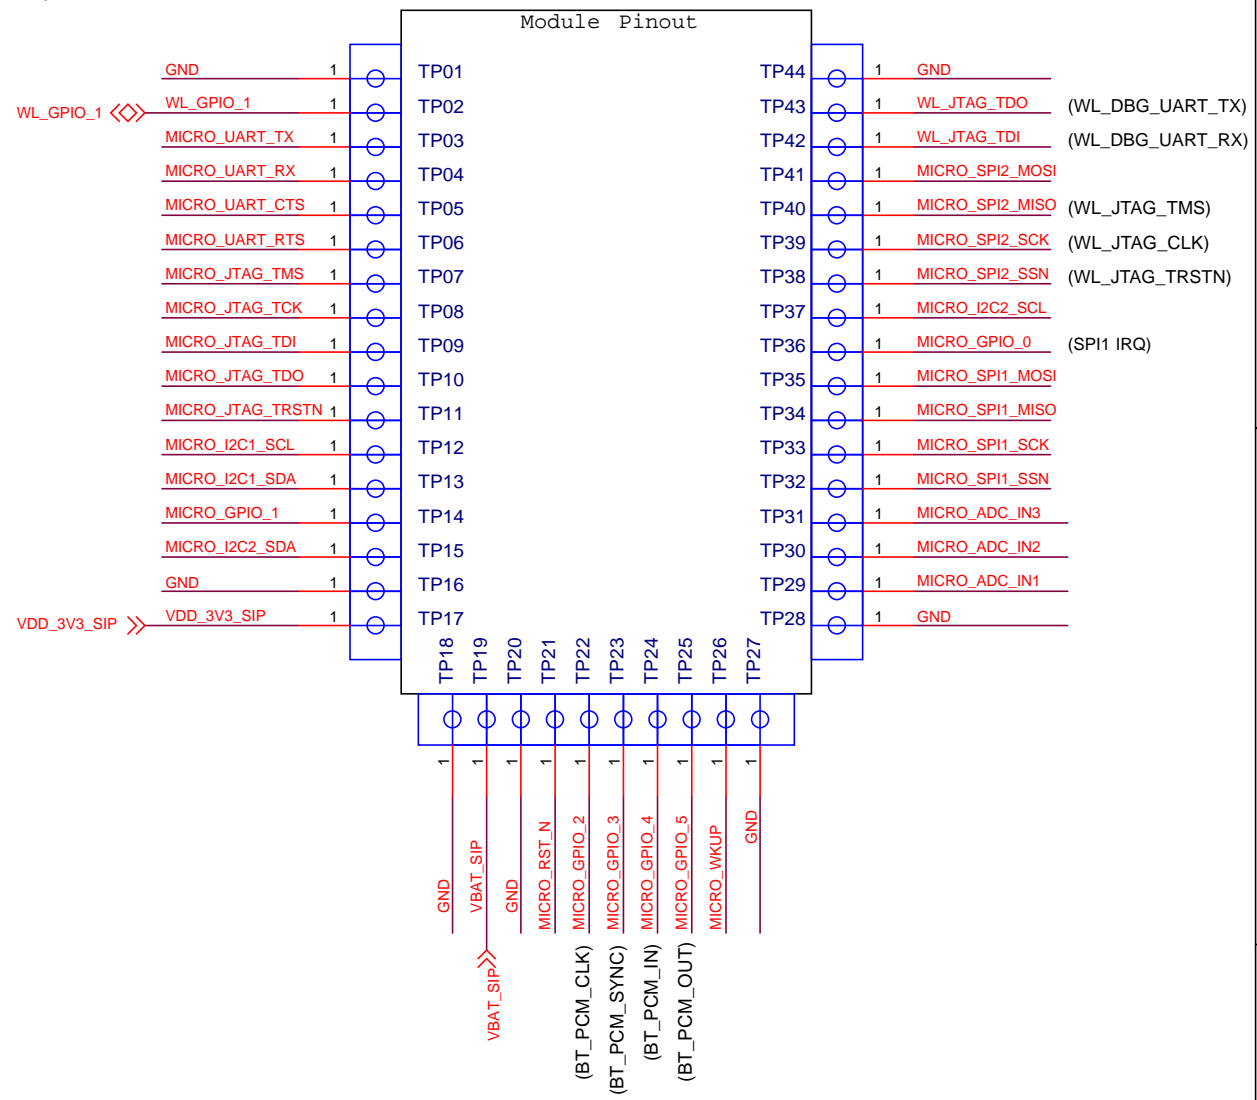 Module Pinout
GND 1 TP01
WL_GPIO_1 WL_GPIO_1 1 TP02
MICRO_UART_TX 1 TP03
MICRO_UART_RX 1 TP04
MICRO_UART_CTS 1 TP05
MICRO_UART_RTS 1 TP06
MICRO_JTAG_TMS 1 TP07
MICRO_JTAG_TCK 1 TP08
MICRO_JTAG_TDI 1 TP09
MICRO_JTAG_TDO 1 TP10
MICRO_JTAG_TRSTN 1 TP11
MICRO_I2C1_SCL 1 TP12
MICRO_I2C1_SDA 1 TP13
MICRO_GPIO_1 1 TP14
MICRO_I2C2_SDA 1 TP15
GND 1 TP16
VDD_3V3_SIP VDD_3V3_SIP 1 TP17
TP44 1 GND
TP43 1 WL_JTAG_TDO (WL_DBG_UART_TX)
TP42 1 WL_JTAG_TDI (WL_DBG_UART_RX)
TP41 1 MICRO_SPI2_MOSI
TP40 1 MICRO_SPI2_MISO (WL_JTAG_TMS)
TP39 1 MICRO_SPI2_SCK (WL_JTAG_CLK)
TP38 1 MICRO_SPI2_SSN (WL_JTAG_TRSTN)
TP37 1 MICRO_I2C2_SCL
TP36 1 MICRO_GPIO_0 (SPI1 IRQ)
TP35 1 MICRO_SPI1_MOSI
TP34 1 MICRO_SPI1_MISO
TP33 1 MICRO_SPI1_SCK
TP32 1 MICRO_SPI1_SSN
TP31 1 MICRO_ADC_IN3
TP30 1 MICRO_ADC_IN2
TP29 1 MICRO_ADC_IN1
TP28 1 GND
TP18 1 GND
TP19 1 VBAT_SIP VBAT_SIP
TP20 1 GND
TP21 1 MICRO_RST_N
TP22 1 MICRO_GPIO_2 (BT_PCM_CLK)
TP23 1 MICRO_GPIO_3 (BT_PCM_SYNC)
TP24 1 MICRO_GPIO_4 (BT_PCM_IN)
TP25 1 MICRO_GPIO_5 (BT_PCM_OUT)
TP26 1 MICRO_WKUP
TP27 1 GND